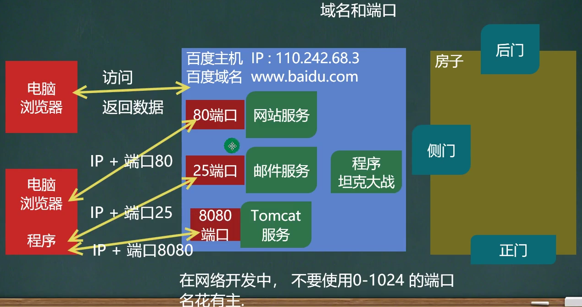 域名和端口
百度主机 IP : 110.242.68.3
百度域名 www.baidu.com
电脑
浏览器
访问
返回数据
80端口
网站服务
IP + 端口80
25端口
邮件服务
程序
坦克大战
电脑
浏览器
程序
IP + 端口25
8080
端口
Tomcat
服务
IP + 端口8080
房子
后门
侧门
正门
在网络开发中， 不要使用0-1024 的端口
名花有主.